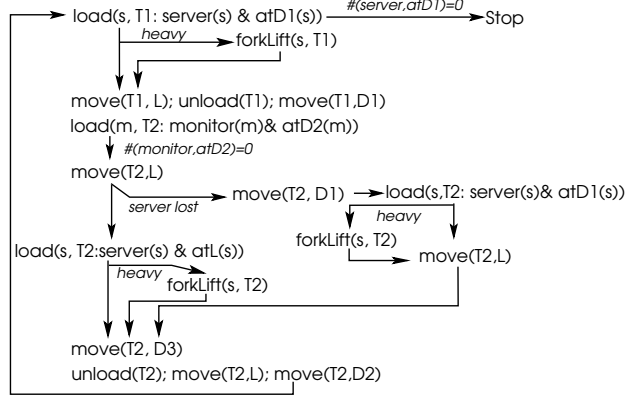 load(s, T1: server(s) & atD1(s)) #(server,atD1)=0 Stop
heavy forkLift(s, T1)
move(T1, L); unload(T1); move(T1,D1)
load(m, T2: monitor(m)& atD2(m))
#(monitor,atD2)=0
move(T2,L)
server lost move(T2, D1) load(s,T2: server(s)& atD1(s))
heavy
forkLift(s, T2) move(T2,L)
load(s, T2:server(s) & atL(s))
heavy
forkLift(s, T2)
move(T2, D3)
unload(T2); move(T2,L); move(T2,D2)